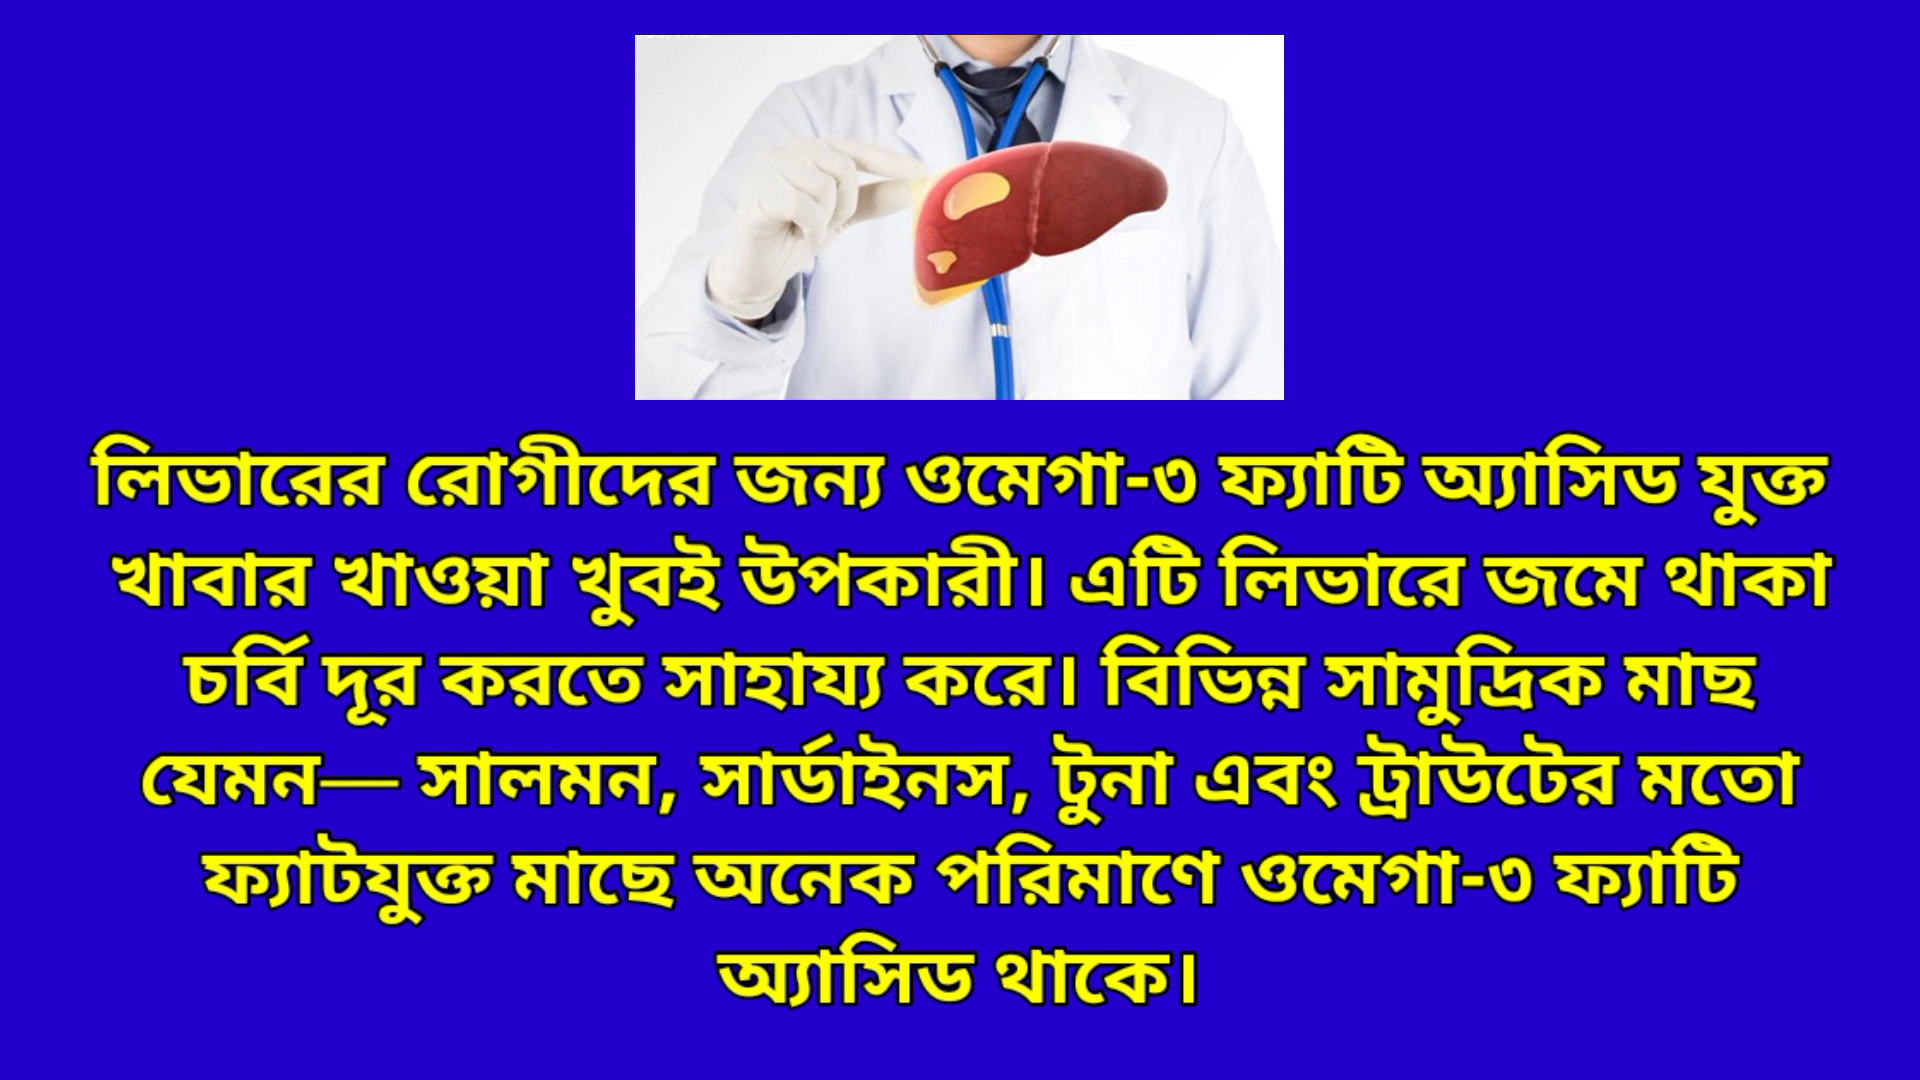 লিভারের রোগীদের জন্য ওমেগা-৩ ফ্যাটি অ্যাসিড যুক্ত
খাবার খাওয়া খুবই উপকারী। এটি লিভারে জমে থাকা
চর্বি দূর করতে সাহায্য করে। বিভিন্ন সামুদ্রিক মাছ
যেমন— সালমন, সার্ডাইনস, টুনা এবং ট্রাউটের মতো
ফ্যাটযুক্ত মাছে অনেক পরিমাণে ওমেগা-৩ ফ্যাটি
অ্যাসিড থাকে।